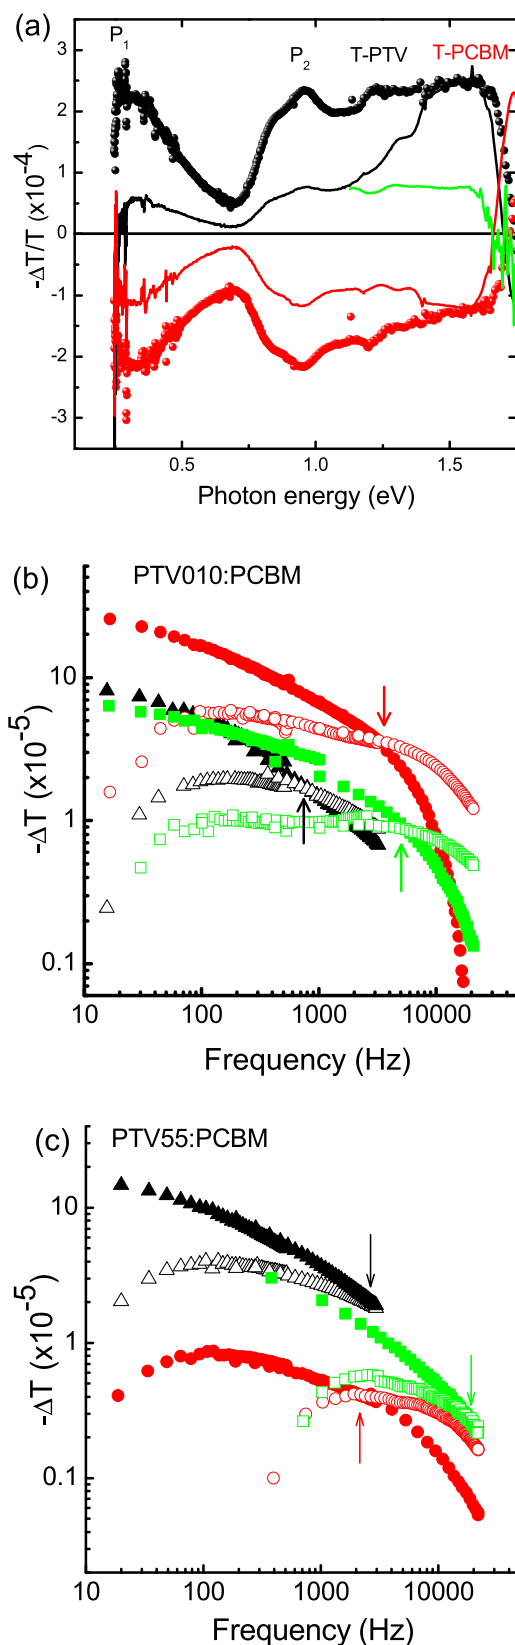 (a)
P₁ P₂ T-PTV T-PCBM
3
2
1
0
-1
-2
-3
-ΔT/T (x10⁻⁴)
0.5 1.0 1.5
Photon energy (eV)
(b) PTV010:PCBM
10
1
0.1
-ΔT (x10⁻⁵)
10 100 1000 10000
Frequency (Hz)
(c) PTV55:PCBM
10
1
0.1
-ΔT (x10⁻⁵)
10 100 1000 10000
Frequency (Hz)